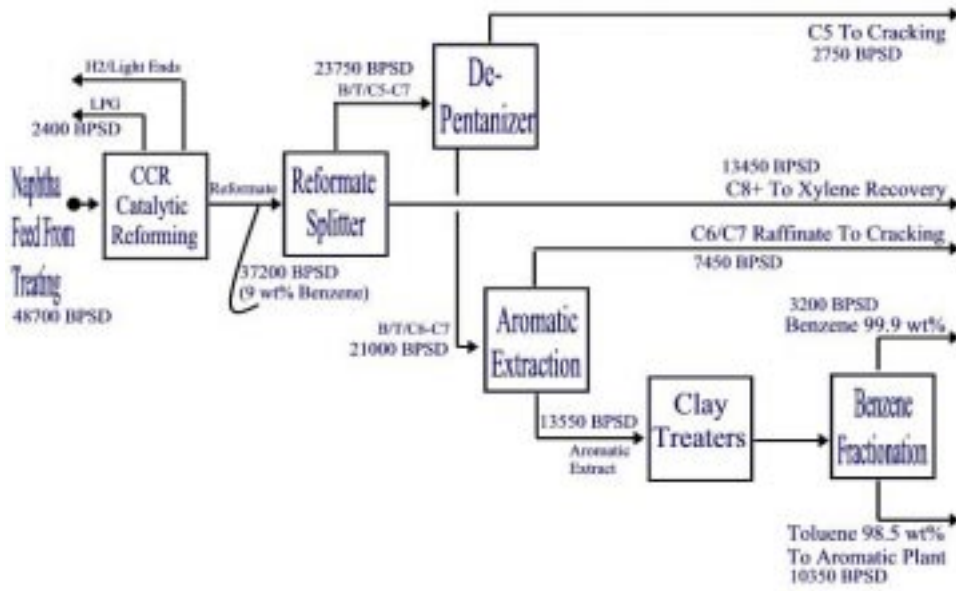 C5 To Cracking
2750 BPSD
De-
Pentanizer
23750 BPSD
B/T/C5-C7
H2/Light Ends
LPG
2400 BPSD
Naphtha
Feed From
Treating
48700 BPSD
CCR
Catalytic
Reforming
Reformate
37200 BPSD
(9 wt% Benzene)
Reformate
Splitter
13450 BPSD
C8+ To Xylene Recovery
C6/C7 Raffinate To Cracking
7450 BPSD
B/T/C6-C7
21000 BPSD
Aromatic
Extraction
13550 BPSD
Aromatic
Extract
Clay
Treaters
3200 BPSD
Benzene 99.9 wt%
Benzene
Fractionation
Toluene 98.5 wt%
To Aromatic Plant
10350 BPSD